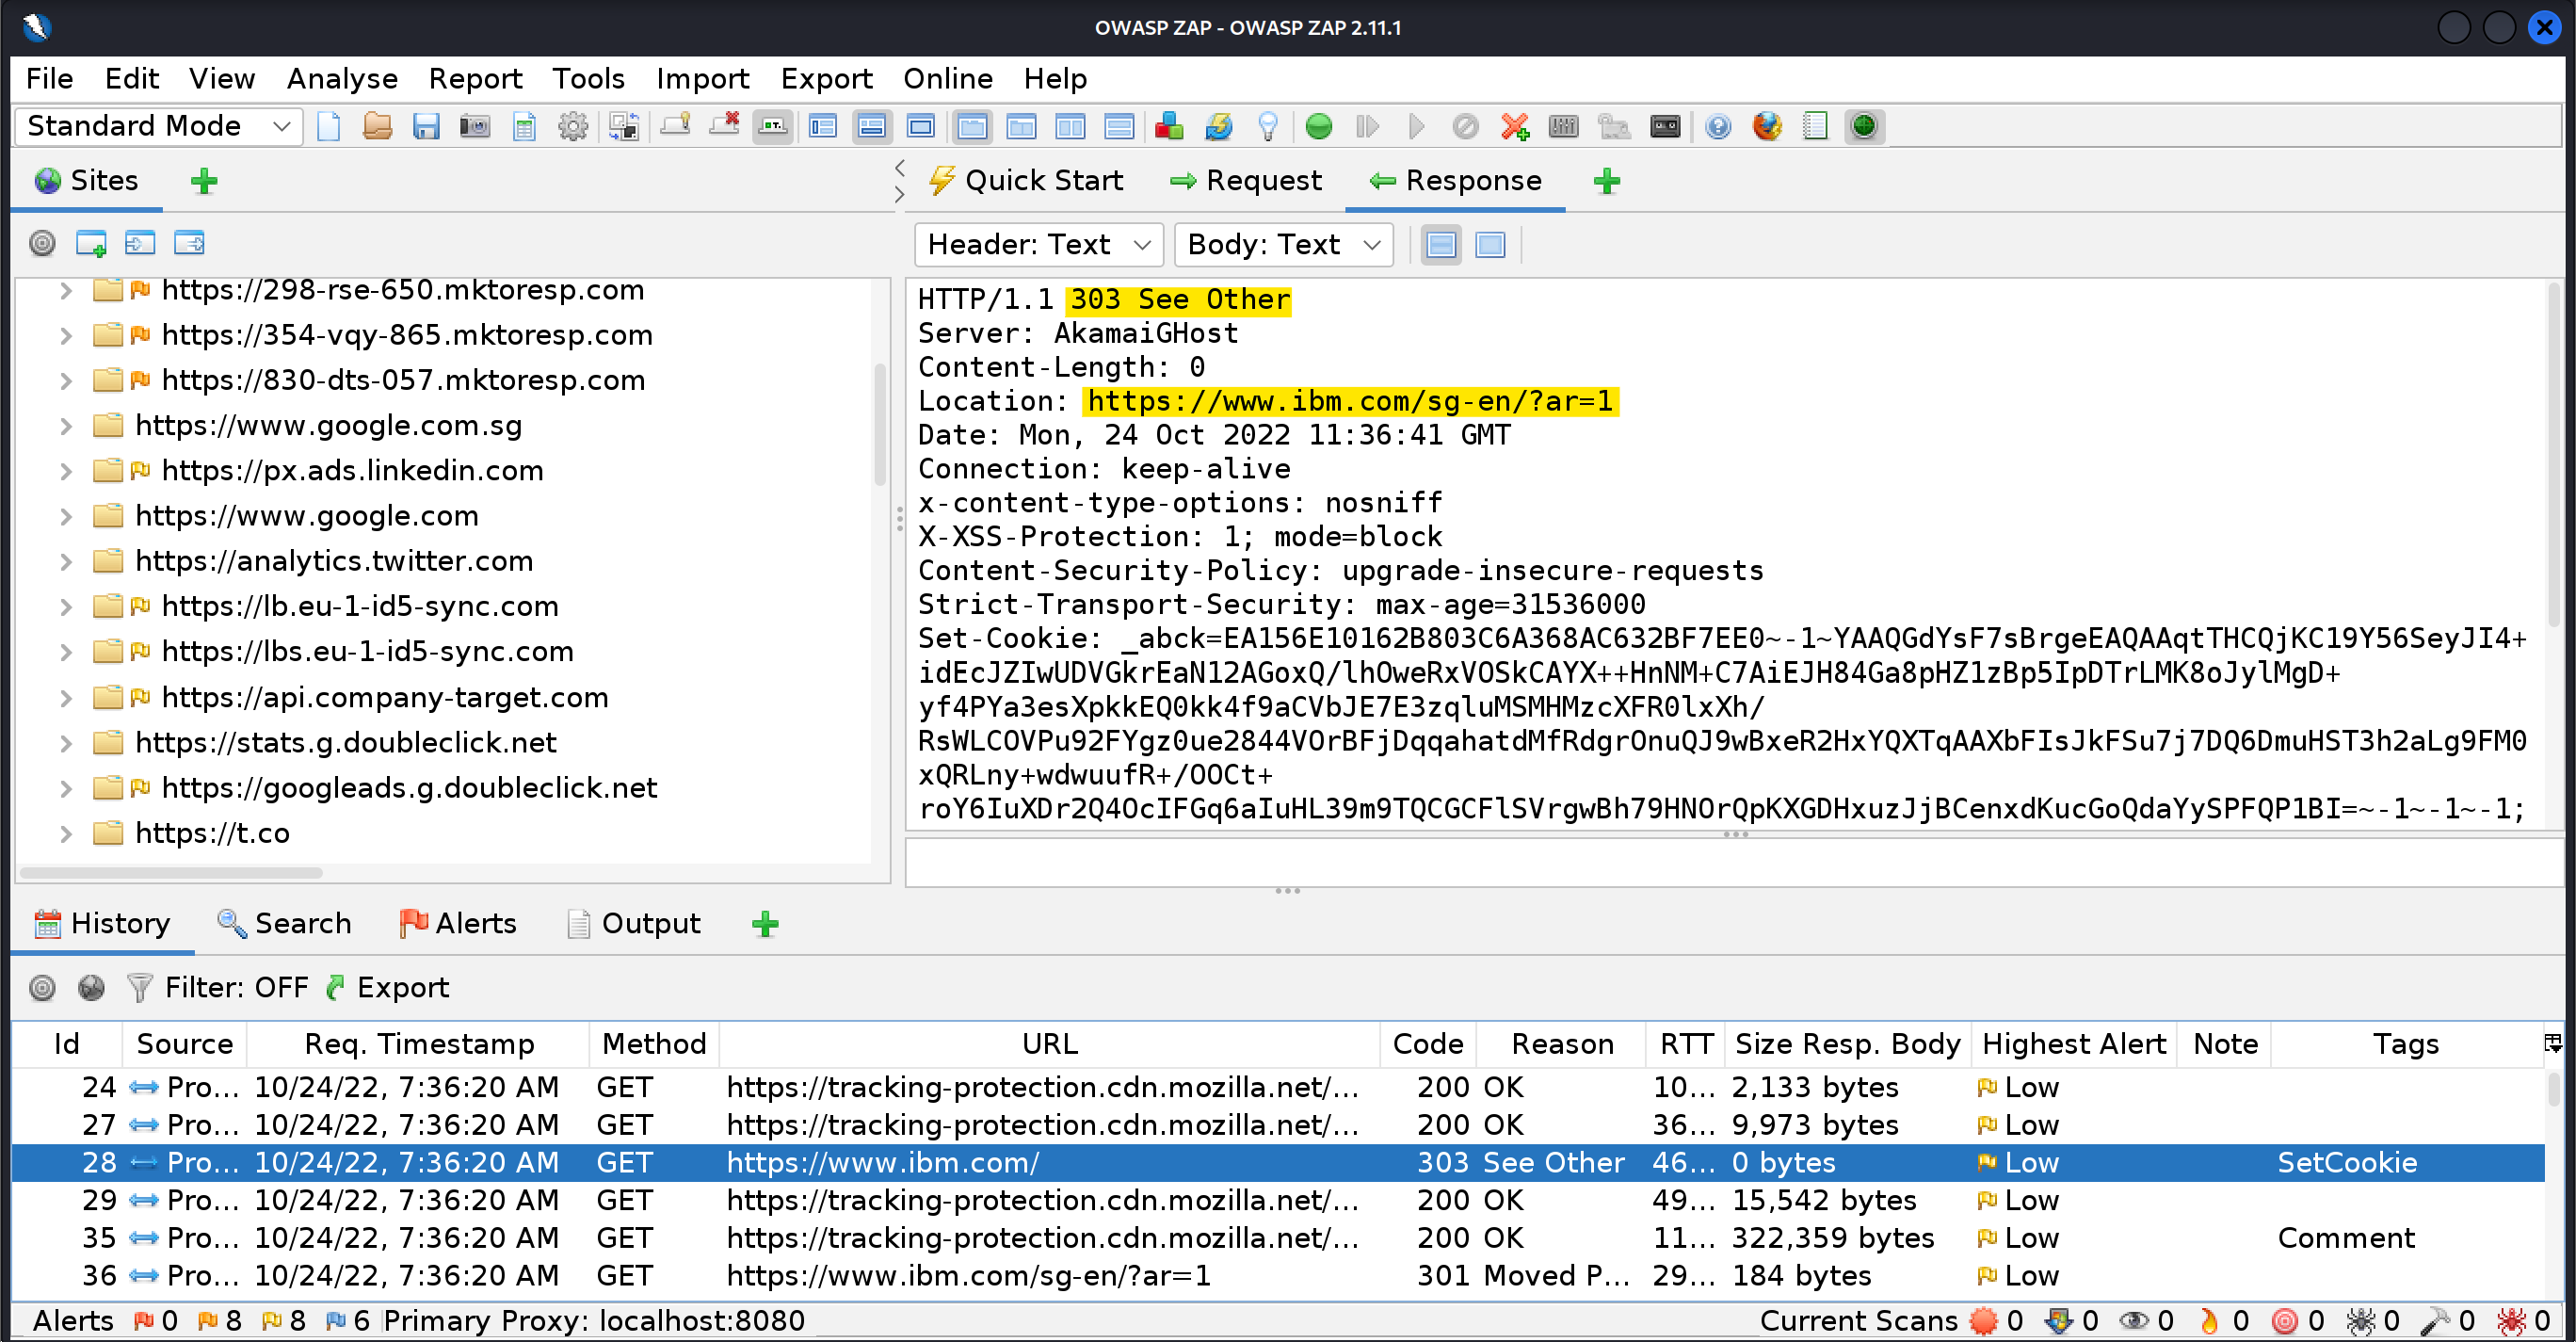 OWASP ZAP - OWASP ZAP 2.11.1
File Edit View Analyse Report Tools Import Export Online Help
Standard Mode
Sites
Quick Start Request Response
Header: Text Body: Text
https://298-rse-650.mktoresp.com
https://354-vqy-865.mktoresp.com
https://830-dts-057.mktoresp.com
https://www.google.com.sg
https://px.ads.linkedin.com
https://www.google.com
https://analytics.twitter.com
https://lb.eu-1-id5-sync.com
https://lbs.eu-1-id5-sync.com
https://api.company-target.com
https://stats.g.doubleclick.net
https://googleads.g.doubleclick.net
https://t.co
HTTP/1.1 303 See Other
Server: AkamaiGHost
Content-Length: 0
Location: https://www.ibm.com/sg-en/?ar=1
Date: Mon, 24 Oct 2022 11:36:41 GMT
Connection: keep-alive
x-content-type-options: nosniff
X-XSS-Protection: 1; mode=block
Content-Security-Policy: upgrade-insecure-requests
Strict-Transport-Security: max-age=31536000
Set-Cookie: _abck=EA156E10162B803C6A368AC632BF7EE0~-1~YAAQGdYsF7sBrgeEAQAAqtTHCQjKC19Y56SeyJI4+
idEcJZIwUDVGkrEaN12AGoxQ/lhOweRxVOSkCAYX++HnNM+C7AiEJH84Ga8pHZ1zBp5IpDTrLMK8oJylMgD+
yf4PYa3esXpkkEQ0kk4f9aCVbJE7E3zqluMSMHMzcXFR0lxXh/
RsWLCOVPu92FYgz0ue2844VOrBFjDqqahatdMfRdgrOnuQJ9wBxeR2HxYQXTqAAXbFIsJkFSu7j7DQ6DmuHST3h2aLg9FM0
xQRLny+wdwuufR+/OOCt+
roY6IuXDr2Q4OcIFGq6aIuHL39m9TQCGCFlSVrgwBh79HNOrQpKXGDHxuzJjBCenxdKucGoQdaYySPFQP1BI=~-1~-1~-1;
History Search Alerts Output
Filter: OFF Export
Id Source Req. Timestamp Method URL Code Reason RTT Size Resp. Body Highest Alert Note Tags
24 Pro... 10/24/22, 7:36:20 AM GET https://tracking-protection.cdn.mozilla.net/... 200 OK 10... 2,133 bytes Low
27 Pro... 10/24/22, 7:36:20 AM GET https://tracking-protection.cdn.mozilla.net/... 200 OK 36... 9,973 bytes Low
28 Pro... 10/24/22, 7:36:20 AM GET https://www.ibm.com/ 303 See Other 46... 0 bytes Low SetCookie
29 Pro... 10/24/22, 7:36:20 AM GET https://tracking-protection.cdn.mozilla.net/... 200 OK 49... 15,542 bytes Low
35 Pro... 10/24/22, 7:36:20 AM GET https://tracking-protection.cdn.mozilla.net/... 200 OK 11... 322,359 bytes Low Comment
36 Pro... 10/24/22, 7:36:20 AM GET https://www.ibm.com/sg-en/?ar=1 301 Moved P... 29... 184 bytes Low
Alerts 0 8 8 6 Primary Proxy: localhost:8080 Current Scans 0 0 0 0 0 0 0 0